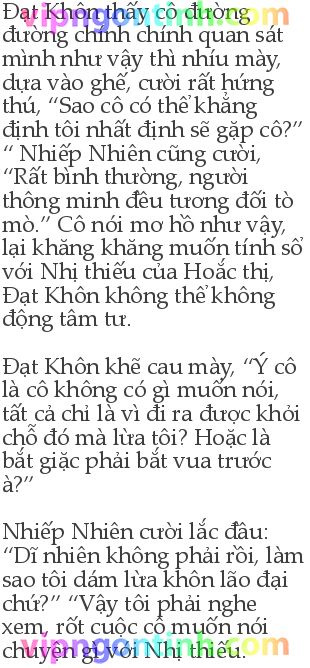 Đạt Khôn thấy cô đường
vipngontinh.com
đường chính chính quan sát
mình như vậy thì nhíu mày,
dựa vào ghế, cười rất hứng
thú, “Sao cô có thể khẳng
định tôi nhất định sẽ gặp cô?”
“ Nhiếp Nhiên cũng cười,
“Rất bình thường, người
thông minh đều tương đối tò
mò.” Cô nói mơ hồ như vậy,
lại khăng khăng muốn tính sổ
với Nhị thiếu của Hoắc thị,
Đạt Khôn không thể không
động tâm tư.
Đạt Khôn khẽ cau mày, “Ý cô
là cô không có gì muốn nói,
tất cả chỉ là vì đi ra được khỏi
chỗ đó mà lừa tôi? Hoặc là
bắt giặc phải bắt vua trước
à?”
Nhiếp Nhiên cười lắc đầu:
“Dĩ nhiên không phải rồi, làm
sao tôi dám lừa khôn lão đại
chứ?” “Vậy tôi phải nghe
xem, rốt cuộc cô muốn nói
chuyện gì với Nhị thiếu.
vipngontinh.com